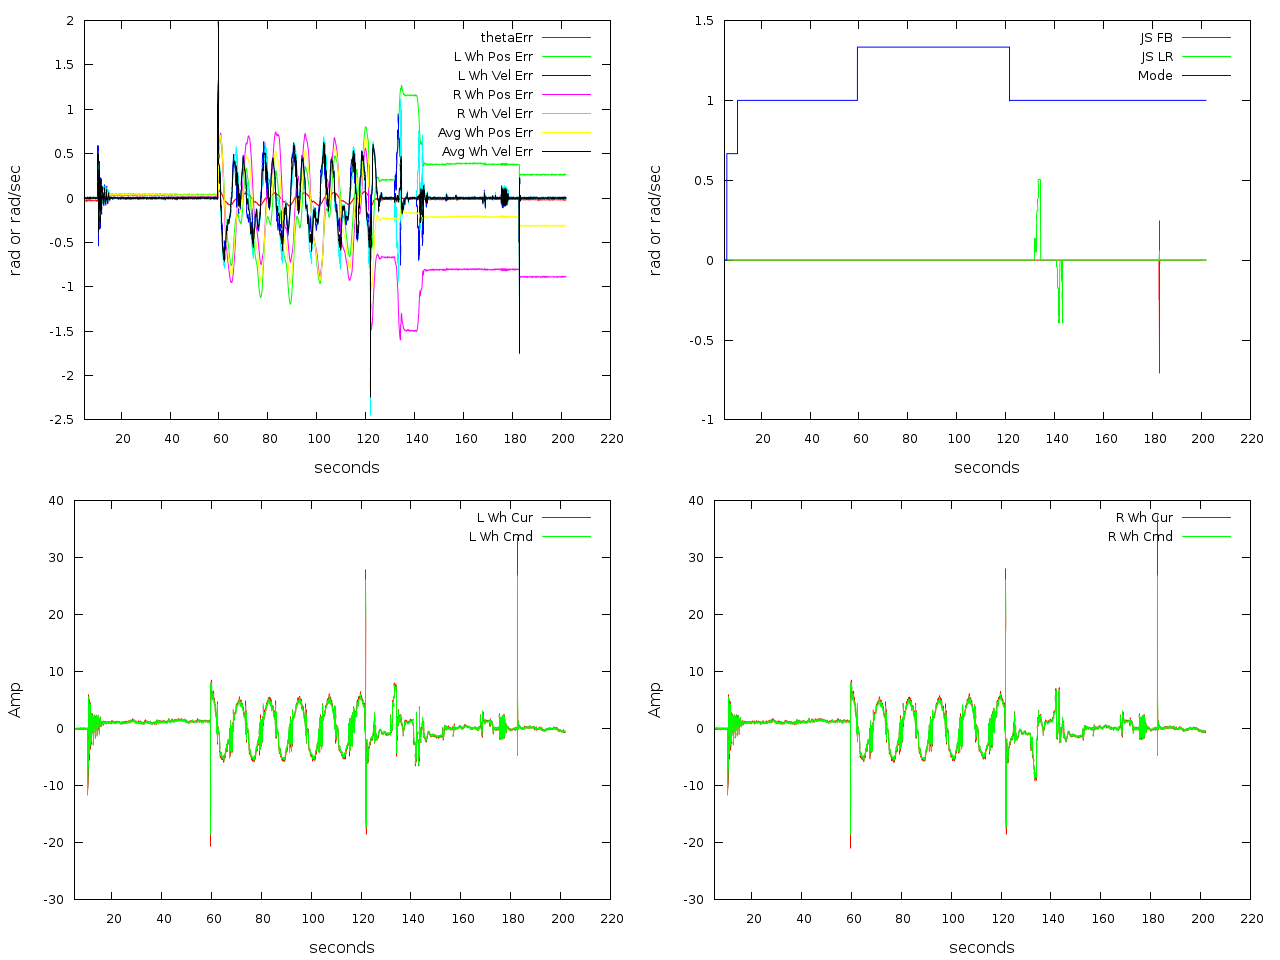 2
1.5
1
0.5
0
-0.5
-1
-1.5
-2
-2.5
rad or rad/sec
thetaErr
L Wh Pos Err
L Wh Vel Err
R Wh Pos Err
R Wh Vel Err
Avg Wh Pos Err
Avg Wh Vel Err
20 40 60 80 100 120 140 160 180 200 220
seconds
1.5
1
0.5
0
-0.5
-1
rad or rad/sec
JS FB
JS LR
Mode
20 40 60 80 100 120 140 160 180 200 220
seconds
40
30
20
10
0
-10
-20
-30
Amp
L Wh Cur
L Wh Cmd
20 40 60 80 100 120 140 160 180 200 220
seconds
40
30
20
10
0
-10
-20
-30
Amp
R Wh Cur
R Wh Cmd
20 40 60 80 100 120 140 160 180 200 220
seconds